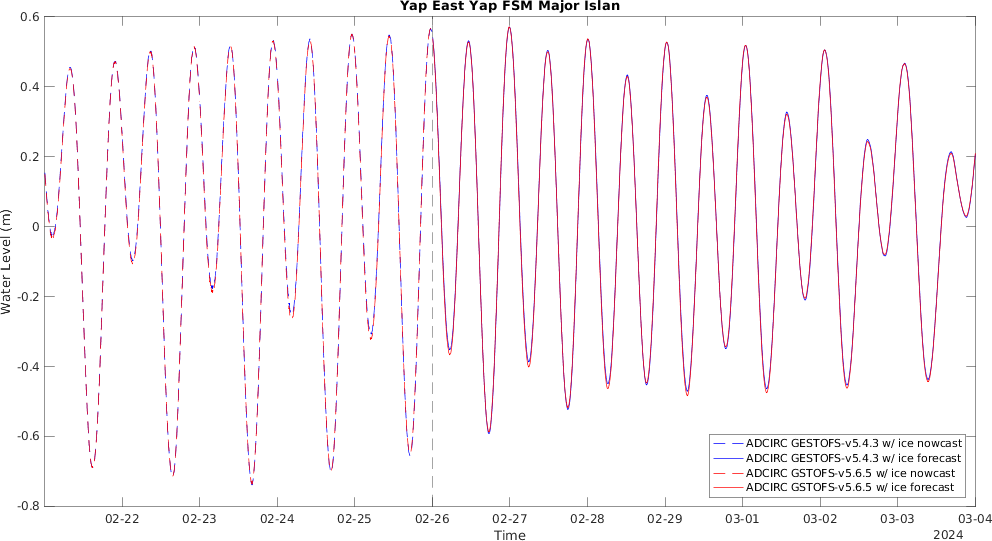 Yap East Yap FSM Major Islan
0.6
0.4
0.2
0
-0.2
-0.4
-0.6
-0.8
Water Level (m)
ADCIRC GESTOFS-v5.4.3 w/ ice nowcast
ADCIRC GESTOFS-v5.4.3 w/ ice forecast
ADCIRC GSTOFS-v5.6.5 w/ ice nowcast
ADCIRC GSTOFS-v5.6.5 w/ ice forecast
02-22 02-23 02-24 02-25 02-26 02-27 02-28 02-29 03-01 03-02 03-03 03-04
Time
2024